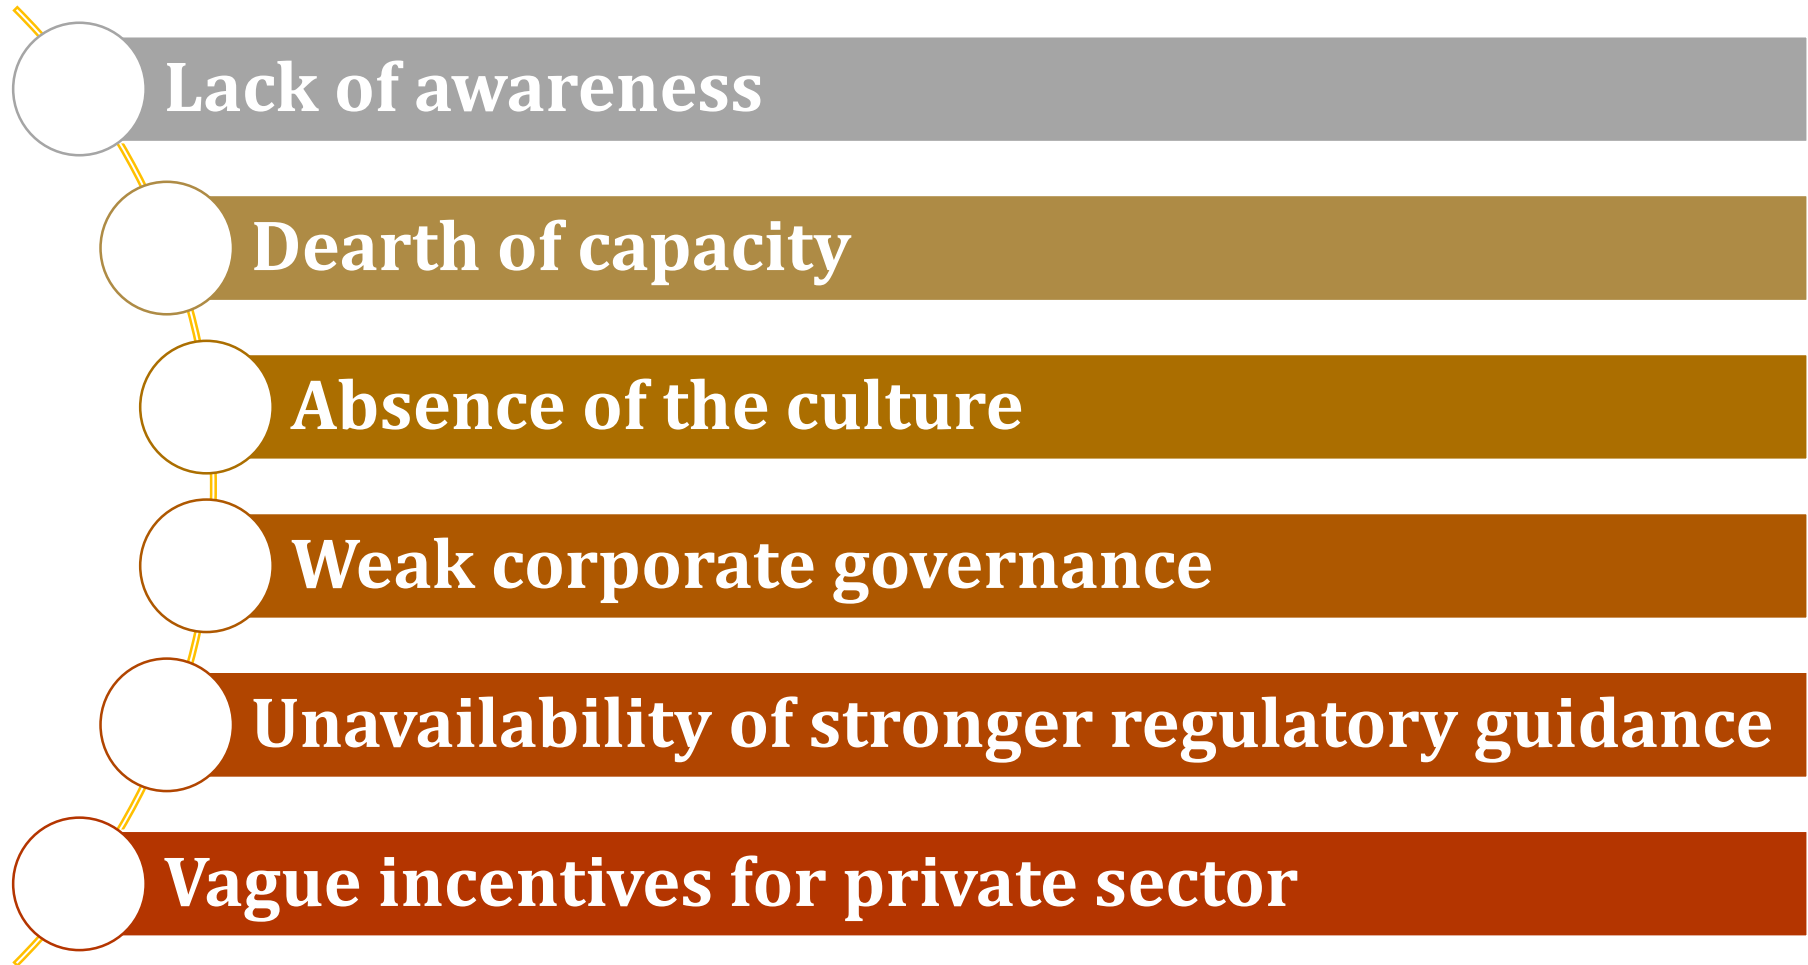 Lack of awareness
Dearth of capacity
Absence of the culture
Weak corporate governance
Unavailability of stronger regulatory guidance
Vague incentives for private sector